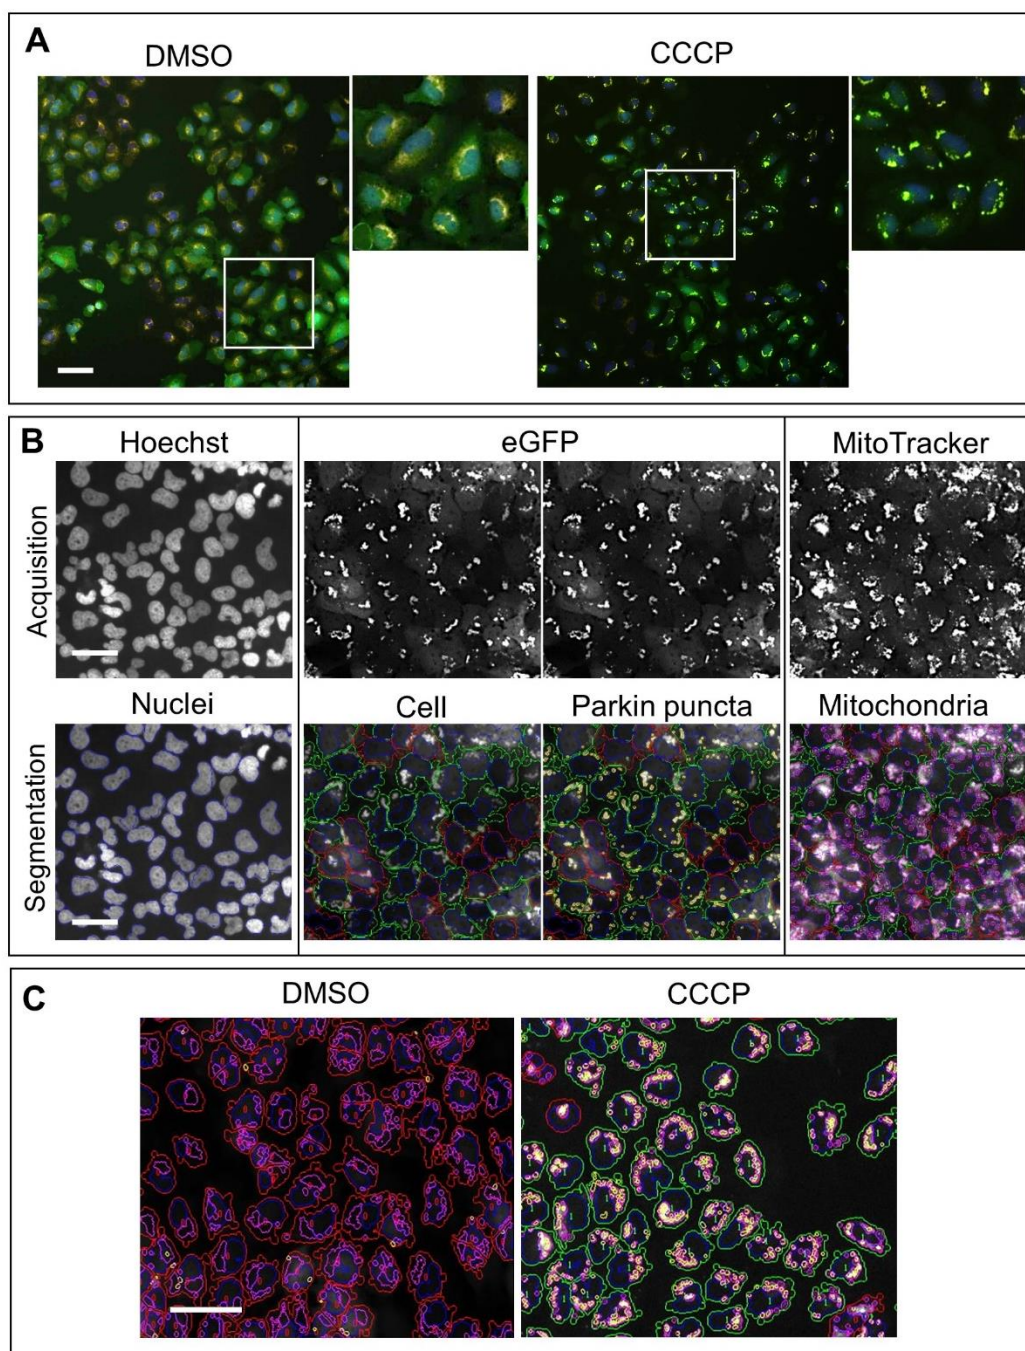 A
DMSO
CCCP
B
Hoechst
eGFP
MitoTracker
Acquisition
Nuclei
Cell
Parkin puncta
Mitochondria
Segmentation
C
DMSO
CCCP